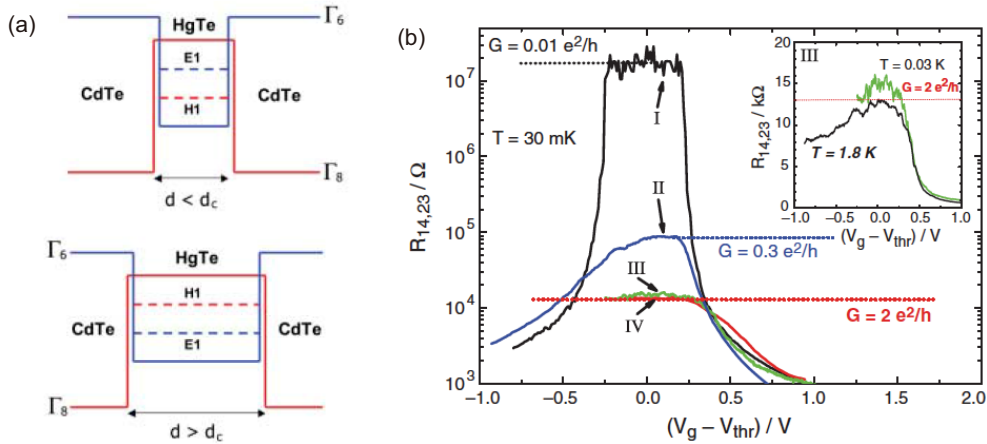 (a)
Γ6
HgTe
E1
CdTe
CdTe
H1
Γ8
d < dc
Γ6
HgTe
H1
CdTe
CdTe
E1
Γ8
d > dc
(b)
G = 0.01 e²/h
10⁷
I
T = 30 mK
10⁶
R14,23 / Ω
II
10⁵
G = 0.3 e²/h
III
10⁴
IV
G = 2 e²/h
10³
-1.0 -0.5 0.0 0.5 1.0 1.5 2.0
(Vg − Vthr) / V
III
T = 0.03 K
G = 2 e²/h
T = 1.8 K
R14,23 / kΩ
20
15
10
5
0
-1.0 -0.5 0.0 0.5 1.0
(Vg − Vthr) / V